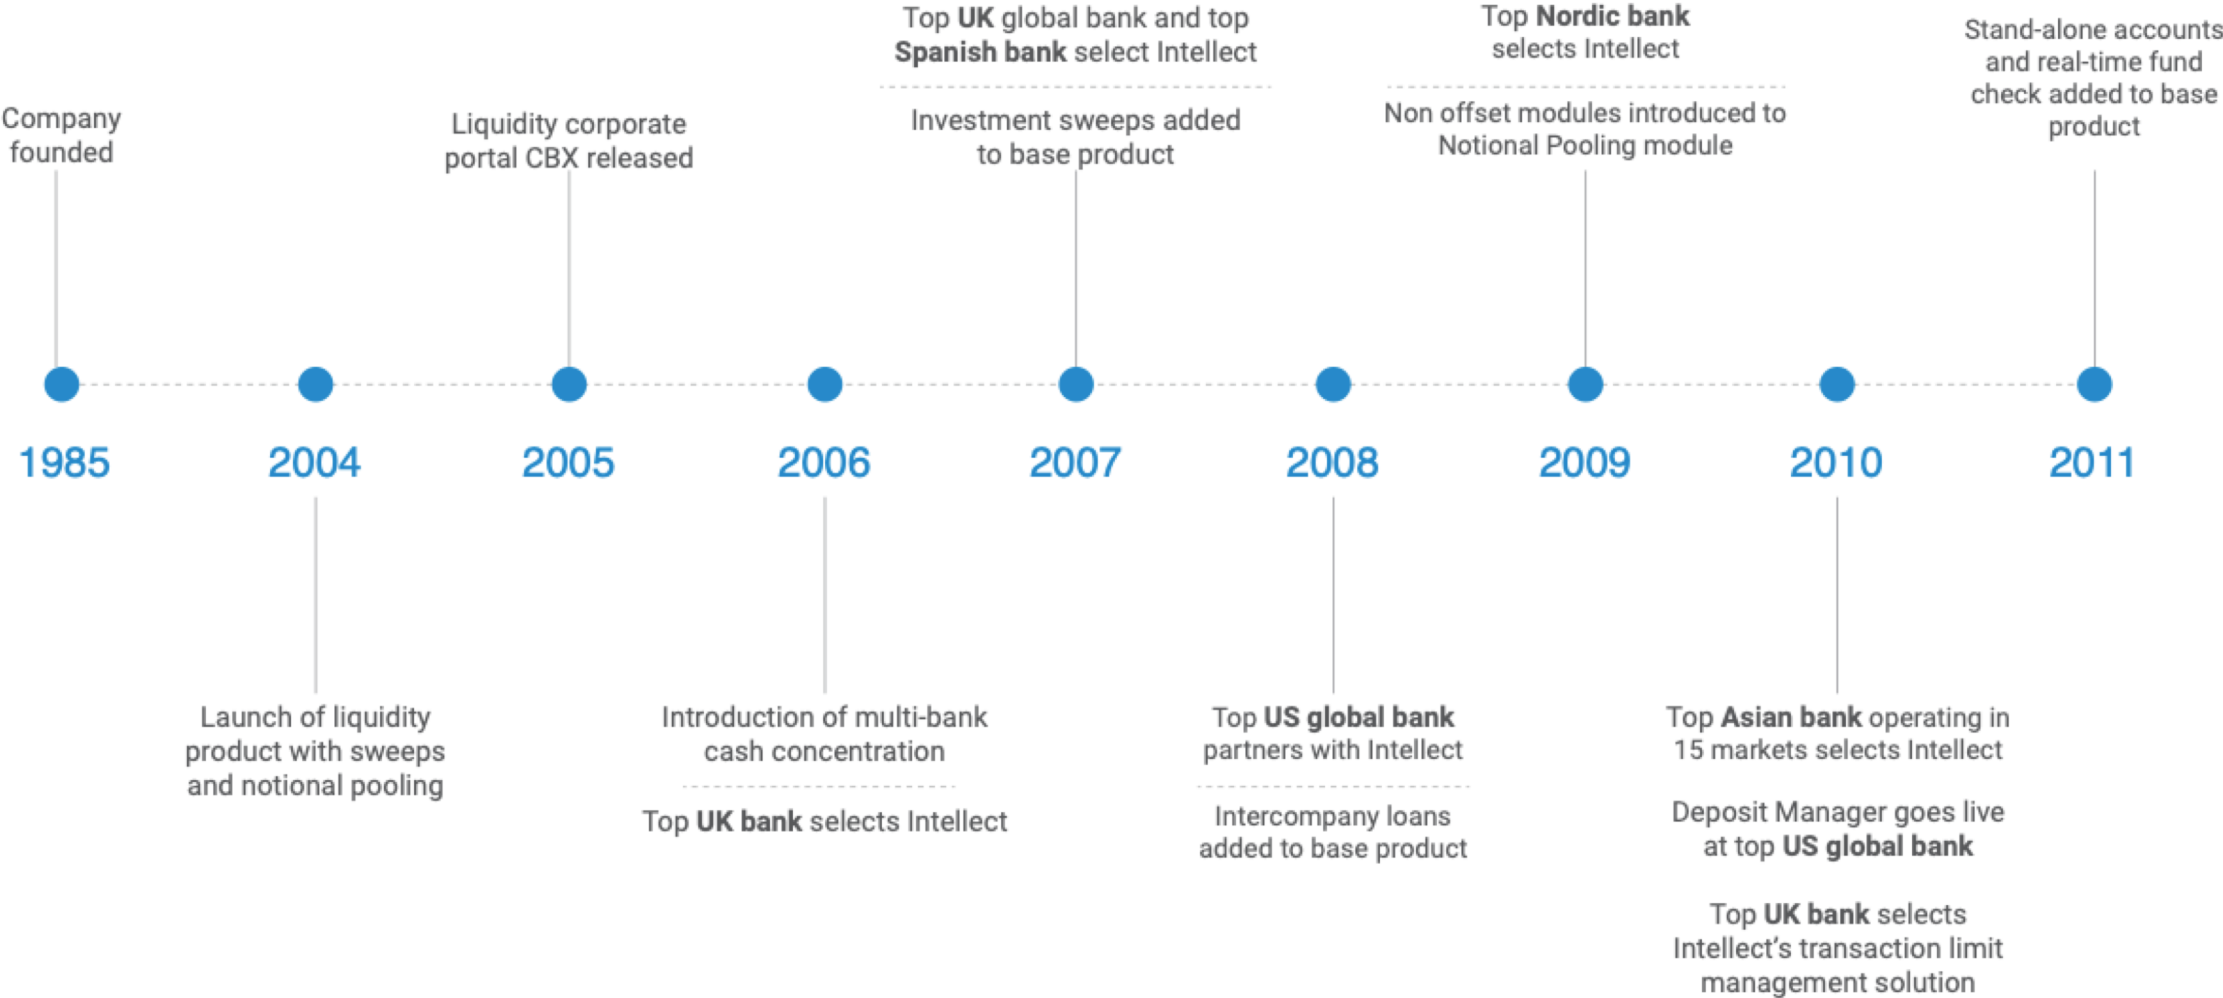 Company
founded
Liquidity corporate
portal CBX released
Top UK global bank and top
Spanish bank select Intellect
Investment sweeps added
to base product
Top Nordic bank
selects Intellect
Non offset modules introduced to
Notional Pooling module
Stand-alone accounts
and real-time fund
check added to base
product
1985
2004
2005
2006
2007
2008
2009
2010
2011
Launch of liquidity
product with sweeps
and notional pooling
Introduction of multi-bank
cash concentration
Top UK bank selects Intellect
Top US global bank
partners with Intellect
Intercompany loans
added to base product
Top Asian bank operating in
15 markets selects Intellect
Deposit Manager goes live
at top US global bank
Top UK bank selects
Intellect’s transaction limit
management solution